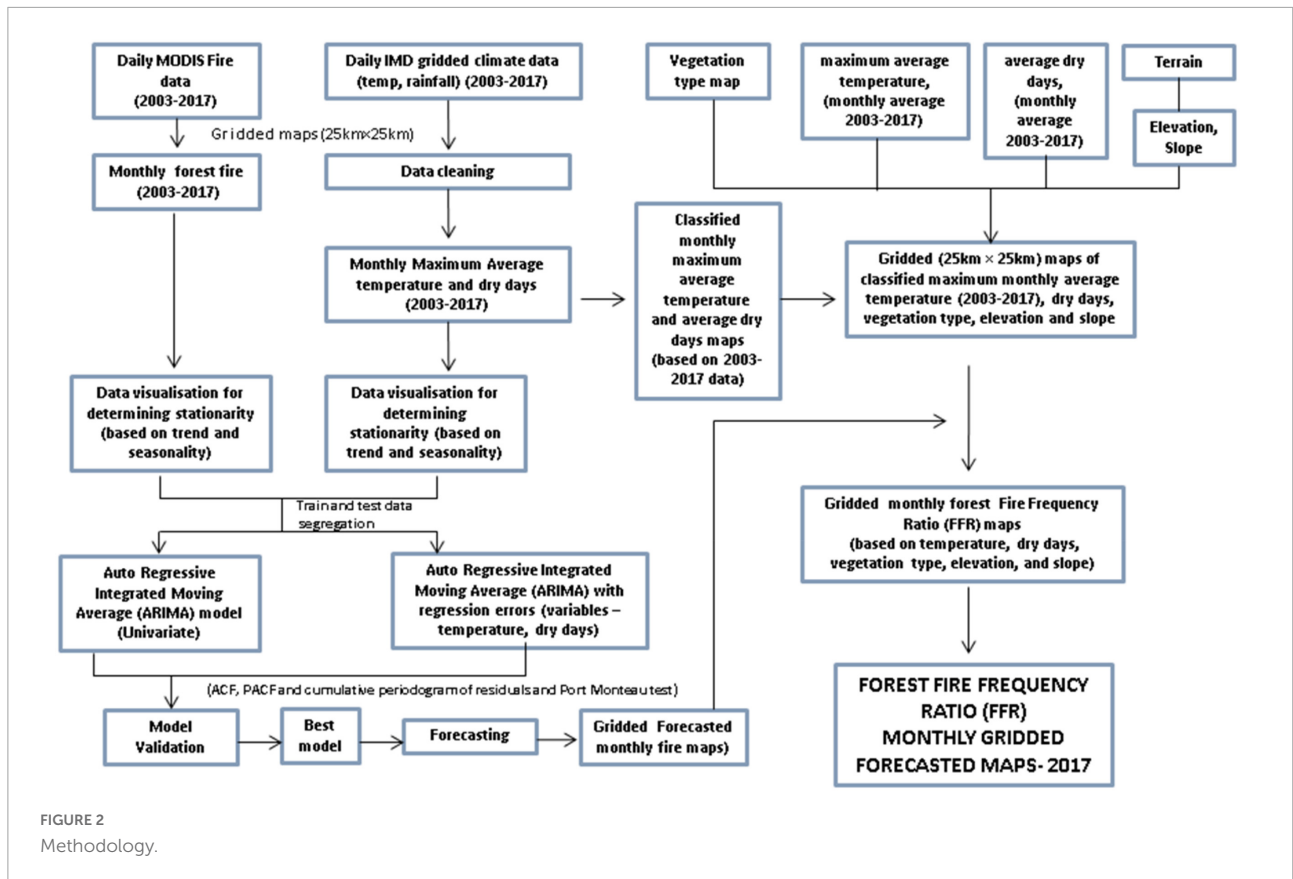 Daily MODIS Fire
data
(2003-2017)
Daily IMD gridded climate data
(temp, rainfall) (2003-2017)
Vegetation
type map
maximum average
temperature,
(monthly average
2003-2017)
average dry
days,
(monthly
average
2003-2017)
Terrain
Elevation,
Slope
Gridded maps (25km×25km)
Monthly forest fire
(2003-2017)
Data cleaning
Monthly Maximum Average
temperature and dry days
(2003-2017)
Classified
monthly
maximum
average
temperature
and average dry
days maps
(based on 2003-
2017 data)
Gridded (25km × 25km) maps of
classified maximum monthly average
temperature (2003-2017), dry days,
vegetation type, elevation and slope
Data visualisation for
determining stationarity
(based on trend and
seasonality)
Data visualisation for
determining
stationarity (based on
trend and seasonality)
Train and test data
segregation
Auto Regressive
Integrated Moving
Average (ARIMA) model
(Univariate)
Auto Regressive Integrated
Moving Average (ARIMA) with
regression errors (variables –
temperature, dry days)
Gridded monthly forest Fire Frequency
Ratio (FFR) maps
(based on temperature, dry days,
vegetation type, elevation, and slope)
(ACF, PACF and cumulative periodogram of residuals and Port Monteau test)
Model
Validation
Best
model
Forecasting
Gridded Forecasted
monthly fire maps)
FOREST FIRE FREQUENCY
RATIO (FFR)
MONTHLY GRIDDED
FORECASTED MAPS- 2017
FIGURE 2
Methodology.